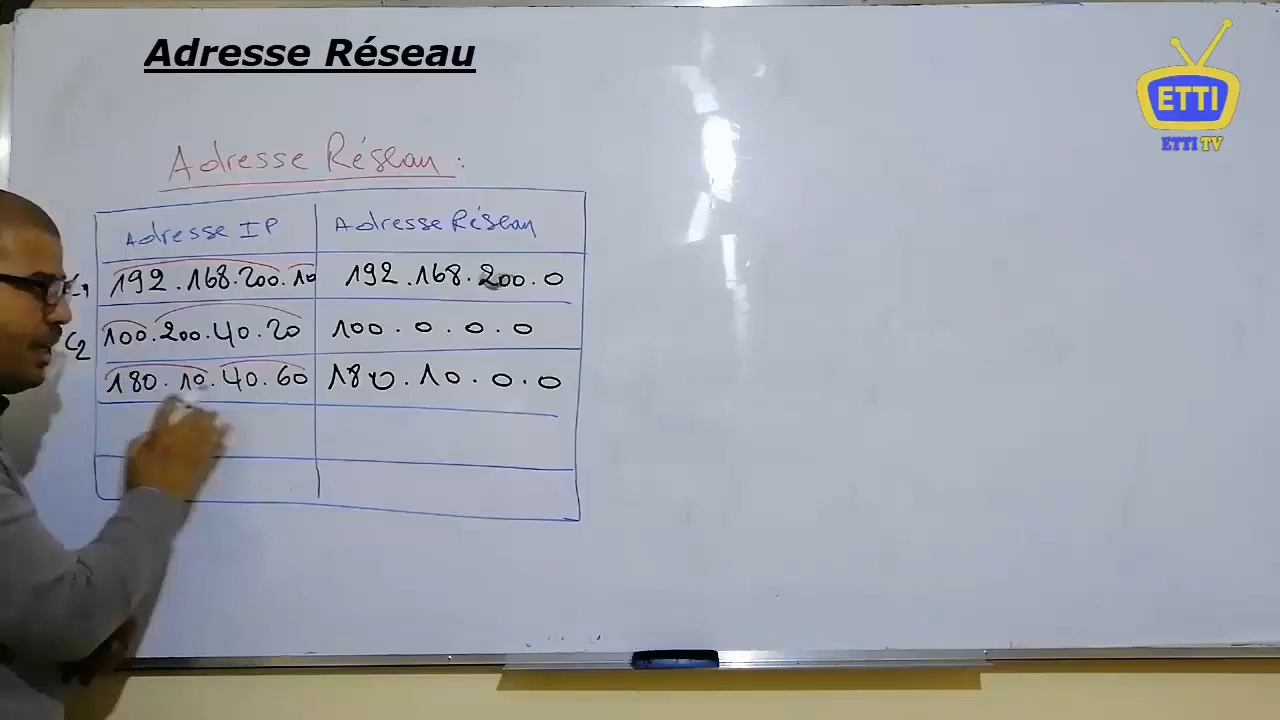 Adresse Réseau
ETTI
ETTI TV
Adresse Réseau :
Adresse IP Adresse Réseau
192.168.200.10 192.168.200.0
C2 100.200.40.20 100.0.0.0
180.10.40.60 180.10.0.0